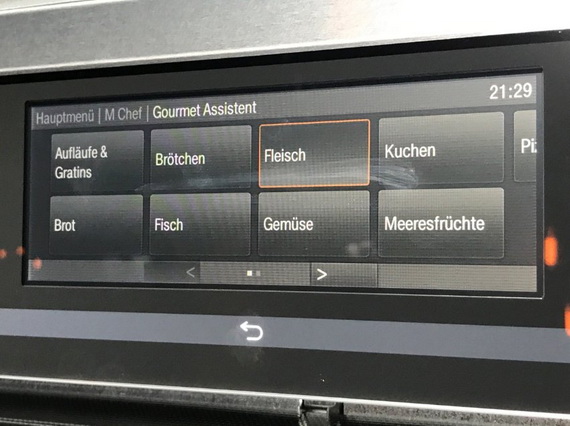 21:29
Hauptmenü | M Chef | Gourmet Assistent
Aufläufe &
Gratins
Brötchen
Fleisch
Kuchen
Brot
Fisch
Gemüse
Meeresfrüchte
< >